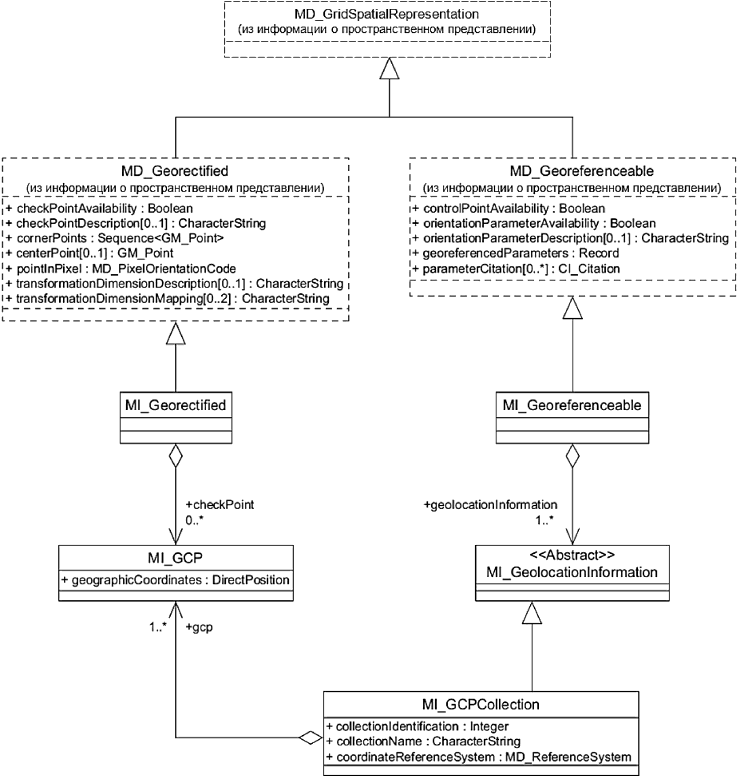 MD_GridSpatialRepresentation
(из информации о пространственном представлении)
MD_Georectified
(из информации о пространственном представлении)
+ checkPointAvailability : Boolean
+ checkPointDescription[0..1] : CharacterString
+ cornerPoints : Sequence<GM_Point>
+ centerPoint[0..1] : GM_Point
+ pointInPixel : MD_PixelOrientationCode
+ transformationDimensionDescription[0..1] : CharacterString
+ transformationDimensionMapping[0..2] : CharacterString
MD_Georeferenceable
(из информации о пространственном представлении)
+ controlPointAvailability : Boolean
+ orientationParameterAvailability : Boolean
+ orientationParameterDescription[0..1] : CharacterString
+ georeferencedParameters : Record
+ parameterCitation[0..*] : CI_Citation
MI_Georectified
MI_Georeferenceable
+checkPoint
0..*
+geolocationInformation
1..*
MI_GCP
+ geographicCoordinates : DirectPosition
<<Abstract>>
MI_GeolocationInformation
1..* +gcp
MI_GCPCollection
+ collectionIdentification : Integer
+ collectionName : CharacterString
+ coordinateReferenceSystem : MD_ReferenceSystem